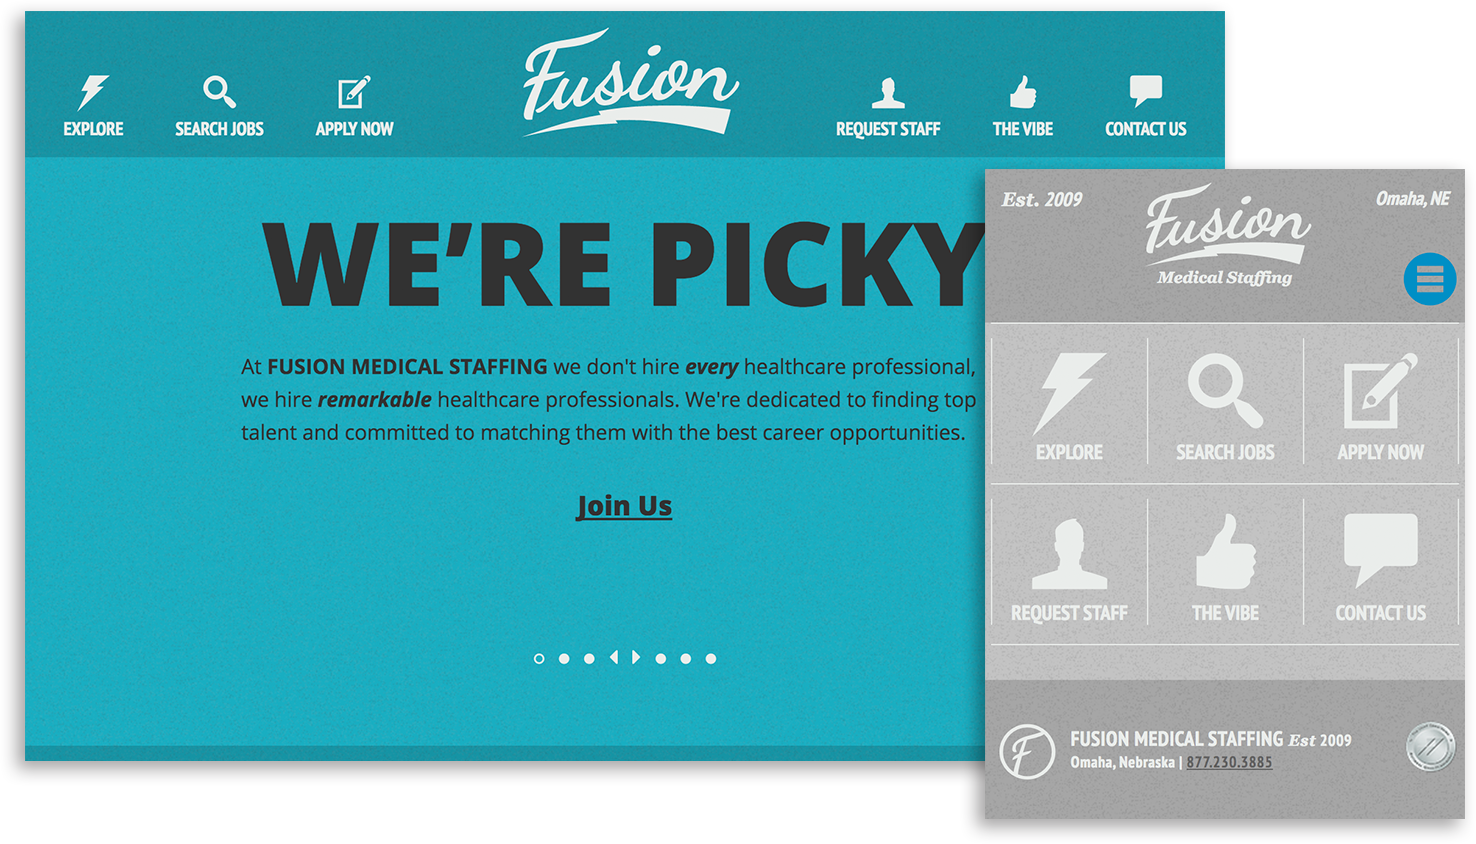 Fusion
EXPLORE
SEARCH JOBS
APPLY NOW
REQUEST STAFF
THE VIBE
CONTACT US
WE'RE PICKY
At FUSION MEDICAL STAFFING we don't hire every healthcare professional,
we hire remarkable healthcare professionals. We're dedicated to finding top
talent and committed to matching them with the best career opportunities.
Join Us
Est. 2009
Fusion
Medical Staffing
Omaha, NE
EXPLORE
SEARCH JOBS
APPLY NOW
REQUEST STAFF
THE VIBE
CONTACT US
F
FUSION MEDICAL STAFFING Est 2009
Omaha, Nebraska | 877.230.3885